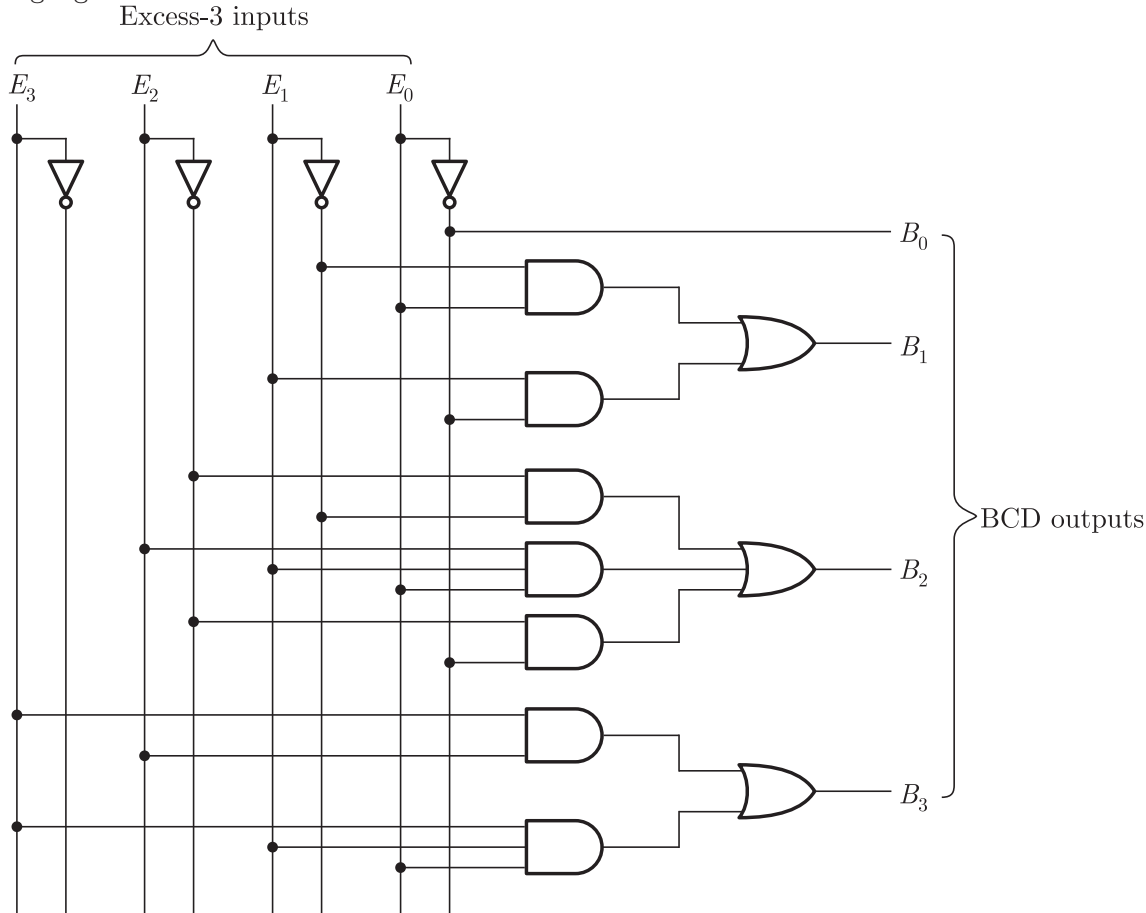 Excess-3 inputs
E₃ E₂ E₁ E₀
B₀
B₁
BCD outputs
B₂
B₃